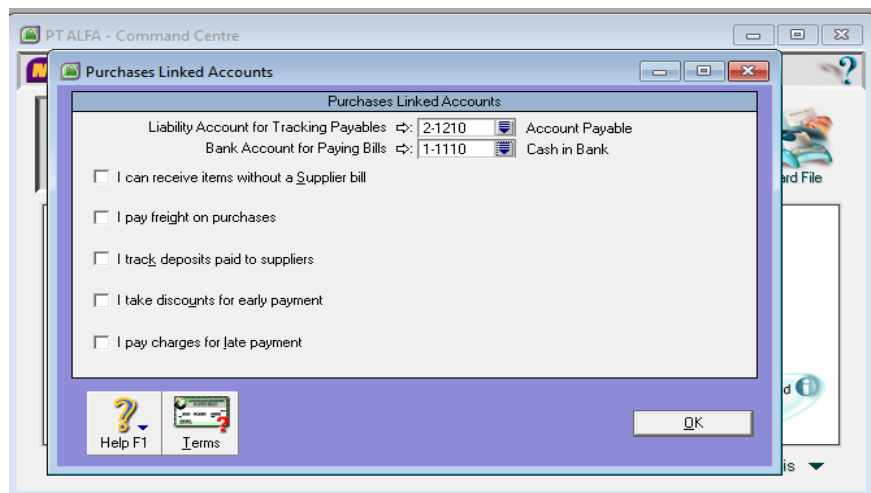 PT ALFA - Command Centre
Purchases Linked Accounts
Purchases Linked Accounts
Liability Account for Tracking Payables ⇨: 2-1210 Account Payable
Bank Account for Paying Bills ⇨: 1-1110 Cash in Bank
I can receive items without a Supplier bill
I pay freight on purchases
I track deposits paid to suppliers
I take discounts for early payment
I pay charges for late payment
Help F1
Terms
OK
rd File
d
is